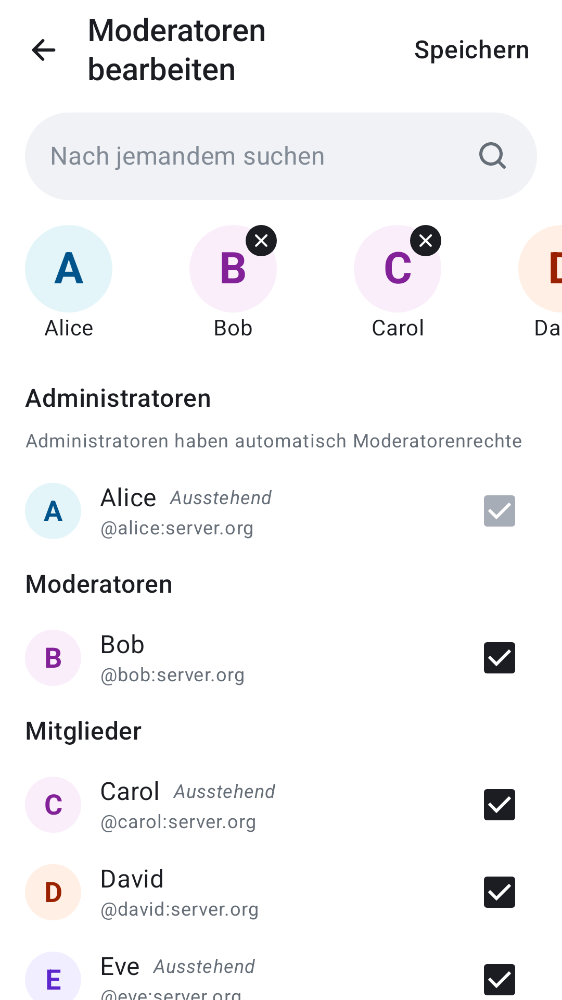 Moderatoren
bearbeiten
Speichern
Nach jemandem suchen
A
B
C
D
Alice
Bob
Carol
Da
Administratoren
Administratoren haben automatisch Moderatorenrechte
A
Alice Ausstehend
@alice:server.org
Moderatoren
B
Bob
@bob:server.org
Mitglieder
C
Carol Ausstehend
@carol:server.org
D
David
@david:server.org
E
Eve Ausstehend
@eve:server.org